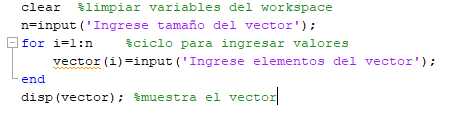 clear  %limpiar variables del workspace
n=input('Ingrese tamaño del vector');
for i=1:n    %ciclo para ingresar valores
    vector(i)=input('Ingrese elementos del vector');
end
disp(vector); %muestra el vector